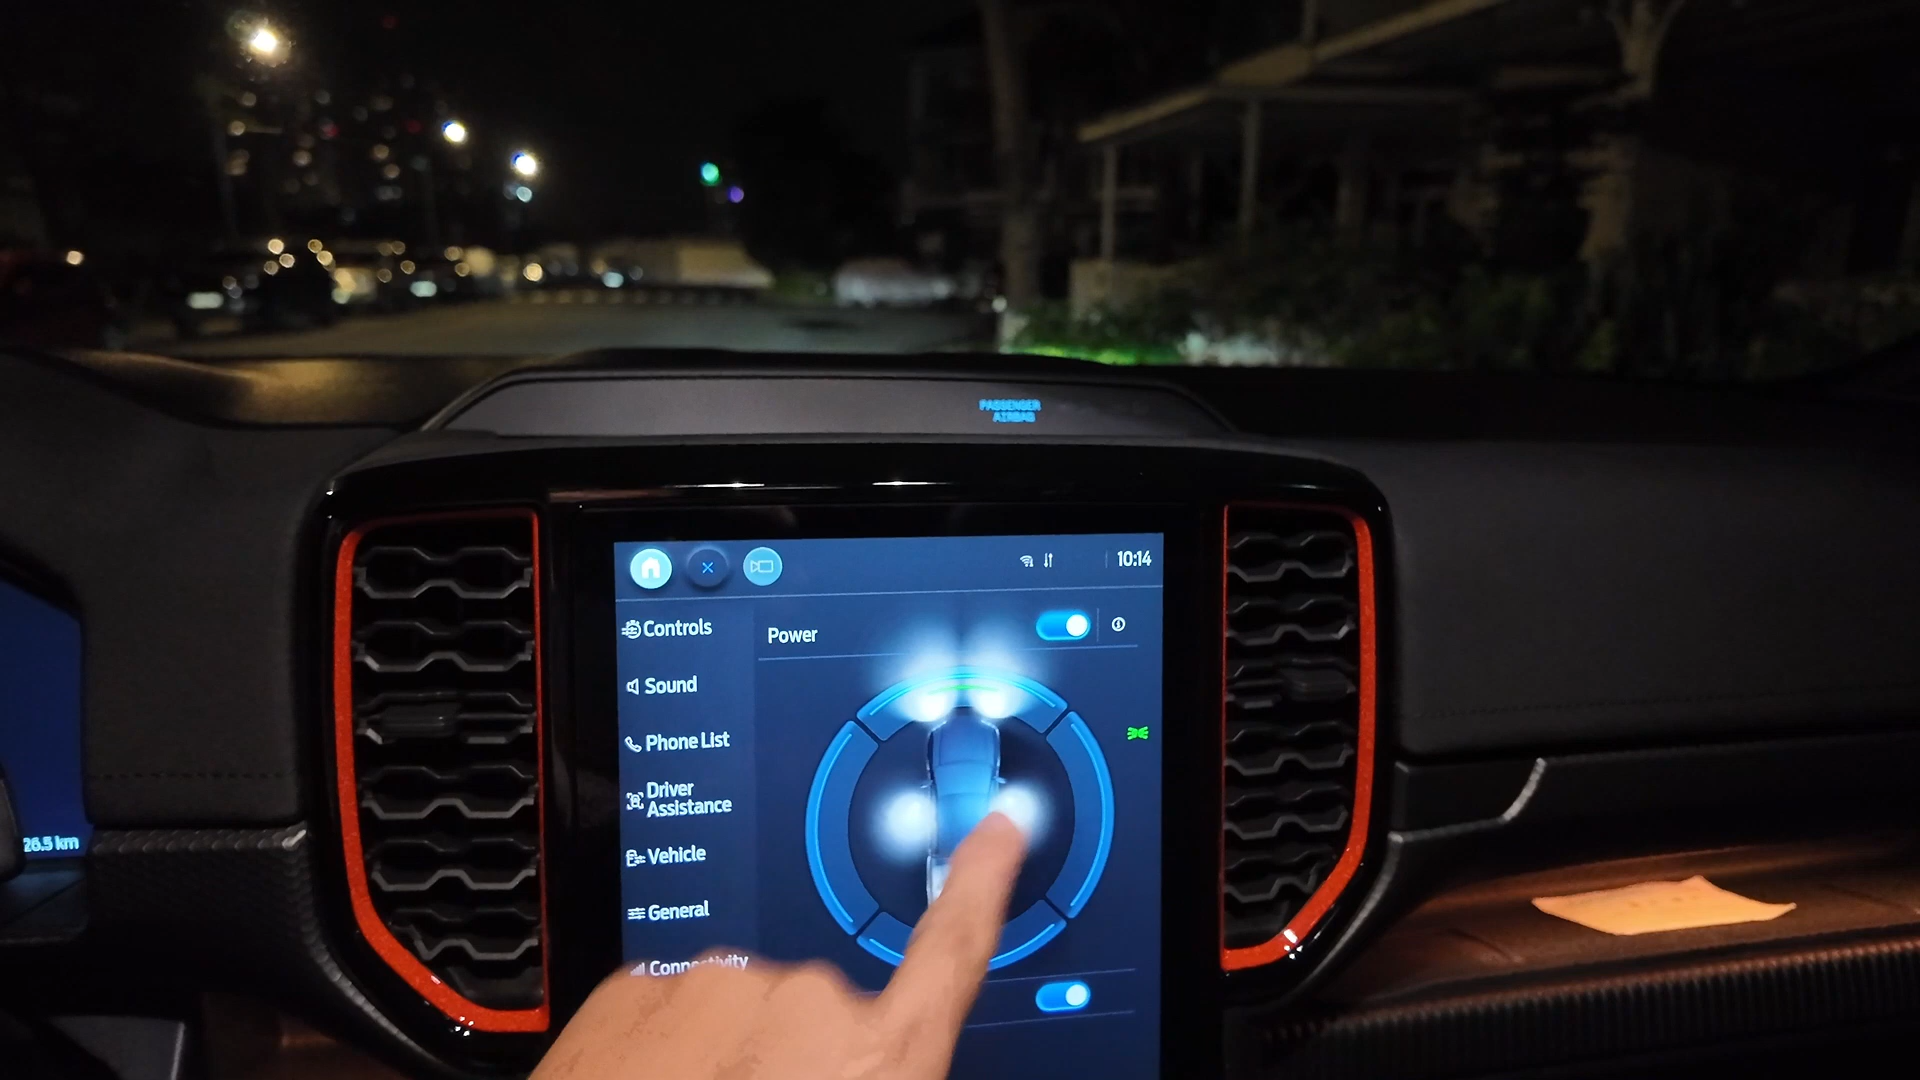 PASSENGER
AIRBAG
10:14
Controls
Power
Sound
Phone List
Driver
Assistance
Vehicle
General
Connectivity
26.5 km